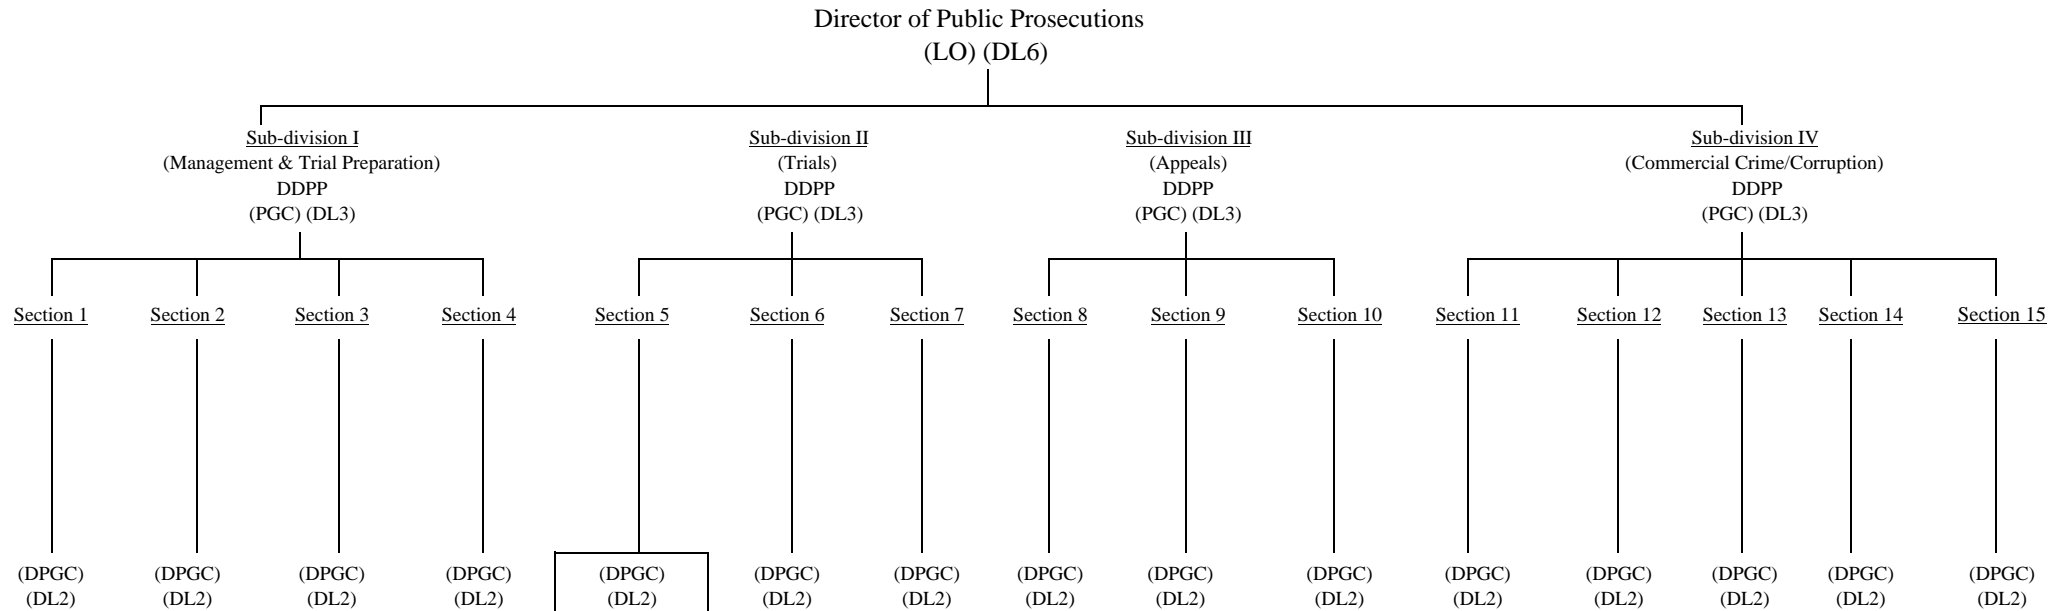 Director of Public Prosecutions
(LO) (DL6)
Sub-division I
(Management & Trial Preparation)
DDPP
(PGC) (DL3)
Sub-division II
(Trials)
DDPP
(PGC) (DL3)
Sub-division III
(Appeals)
DDPP
(PGC) (DL3)
Sub-division IV
(Commercial Crime/Corruption)
DDPP
(PGC) (DL3)
Section 1
Section 2
Section 3
Section 4
Section 5
Section 6
Section 7
Section 8
Section 9
Section 10
Section 11
Section 12
Section 13
Section 14
Section 15
(DPGC)
(DL2)
(DPGC)
(DL2)
(DPGC)
(DL2)
(DPGC)
(DL2)
(DPGC)
(DL2)
(DPGC)
(DL2)
(DPGC)
(DL2)
(DPGC)
(DL2)
(DPGC)
(DL2)
(DPGC)
(DL2)
(DPGC)
(DL2)
(DPGC)
(DL2)
(DPGC)
(DL2)
(DPGC)
(DL2)
(DPGC)
(DL2)